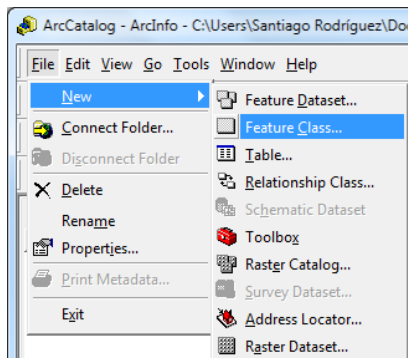 ArcCatalog - ArcInfo - C:\Users\Santiago Rodríguez\Do
File Edit View Go Tools Window Help
New
Connect Folder...
Disconnect Folder
Delete
Rename
Properties...
Print Metadata...
Exit
Feature Dataset...
Feature Class...
Table...
Relationship Class...
Schematic Dataset
Toolbox
Raster Catalog...
Survey Dataset...
Address Locator...
Raster Dataset...